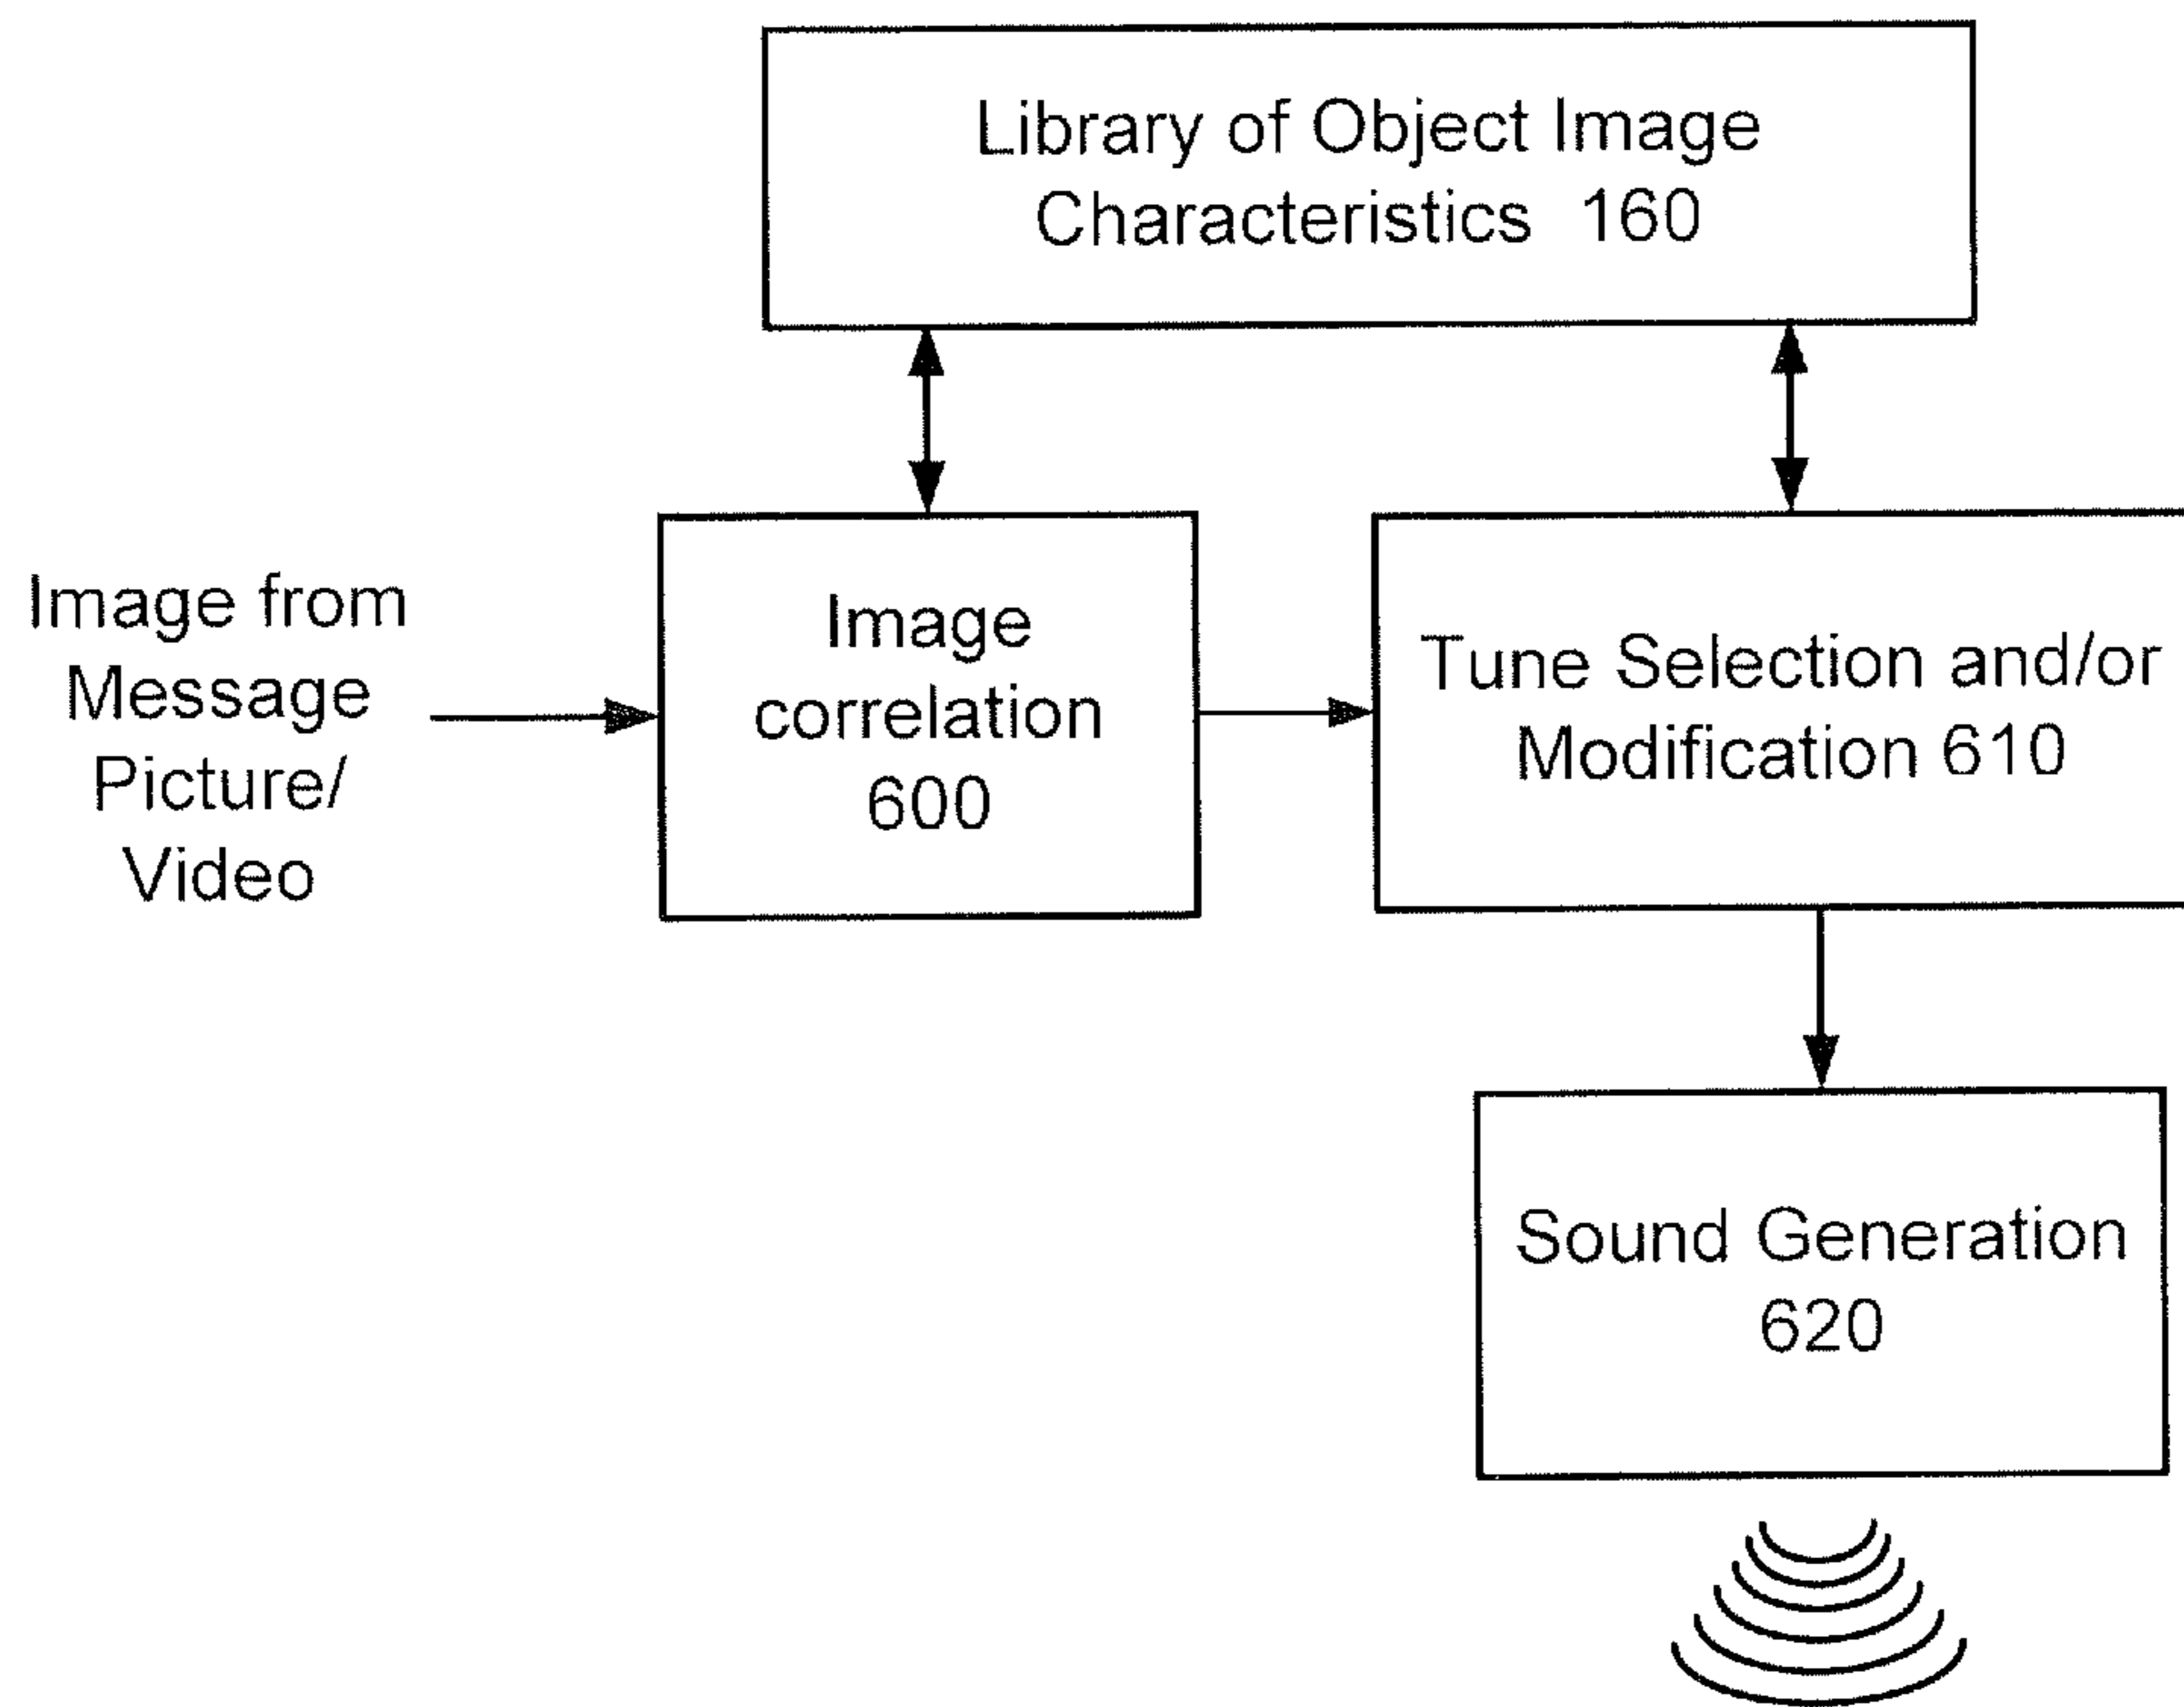 Library of Object Image
Characteristics 160
Image from
Message
Picture/
Video
Image
correlation
600
Tune Selection and/or
Modification 610
Sound Generation
620